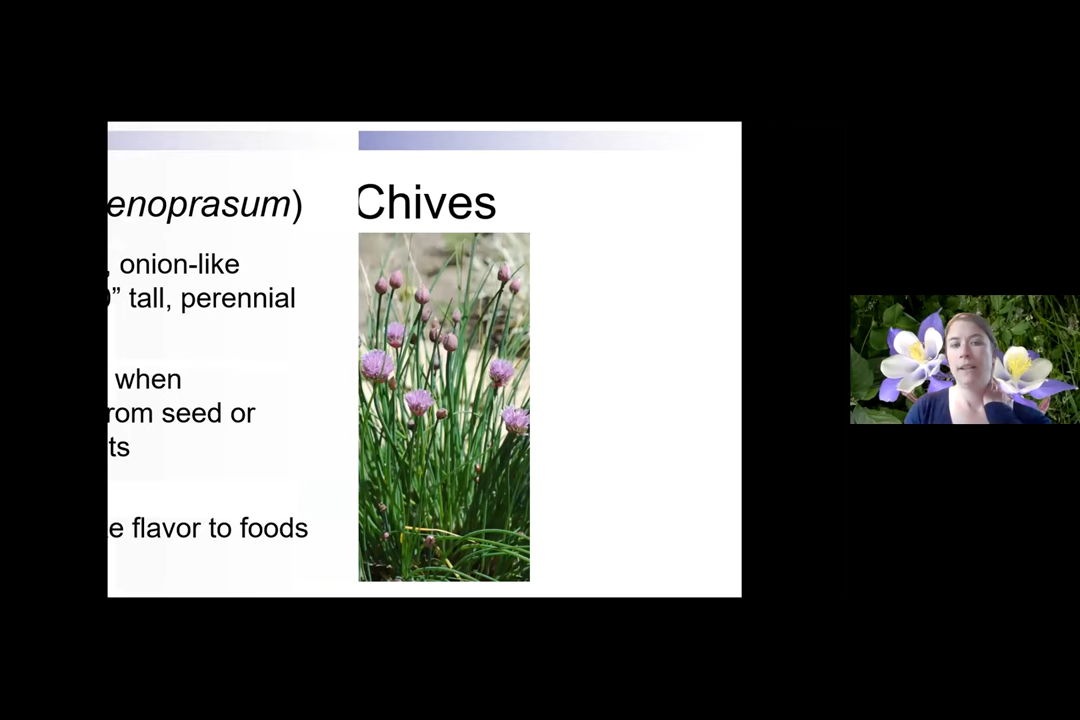 Chives
enoprasum)
, onion-like
” tall, perennial
when
rom seed or
ts
e flavor to foods